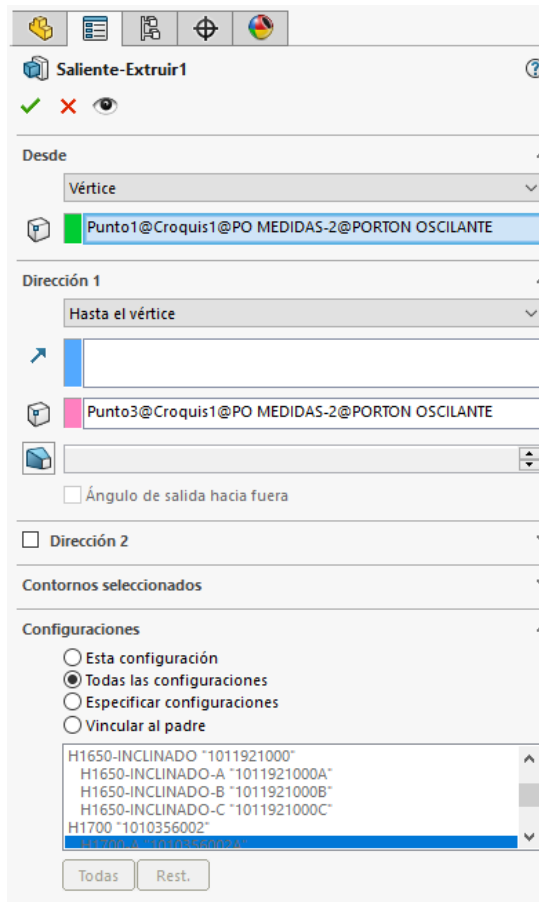 Saliente-Extruir1
Desde
Vértice
Punto1@Croquis1@PO MEDIDAS-2@PORTON OSCILANTE
Dirección 1
Hasta el vértice
Punto3@Croquis1@PO MEDIDAS-2@PORTON OSCILANTE
Ángulo de salida hacia fuera
Dirección 2
Contornos seleccionados
Configuraciones
Esta configuración
Todas las configuraciones
Especificar configuraciones
Vincular al padre
H1650-INCLINADO "1011921000"
H1650-INCLINADO-A "1011921000A"
H1650-INCLINADO-B "1011921000B"
H1650-INCLINADO-C "1011921000C"
H1700 "1010356002"
H1700-A "1010356002A"
Todas Rest.